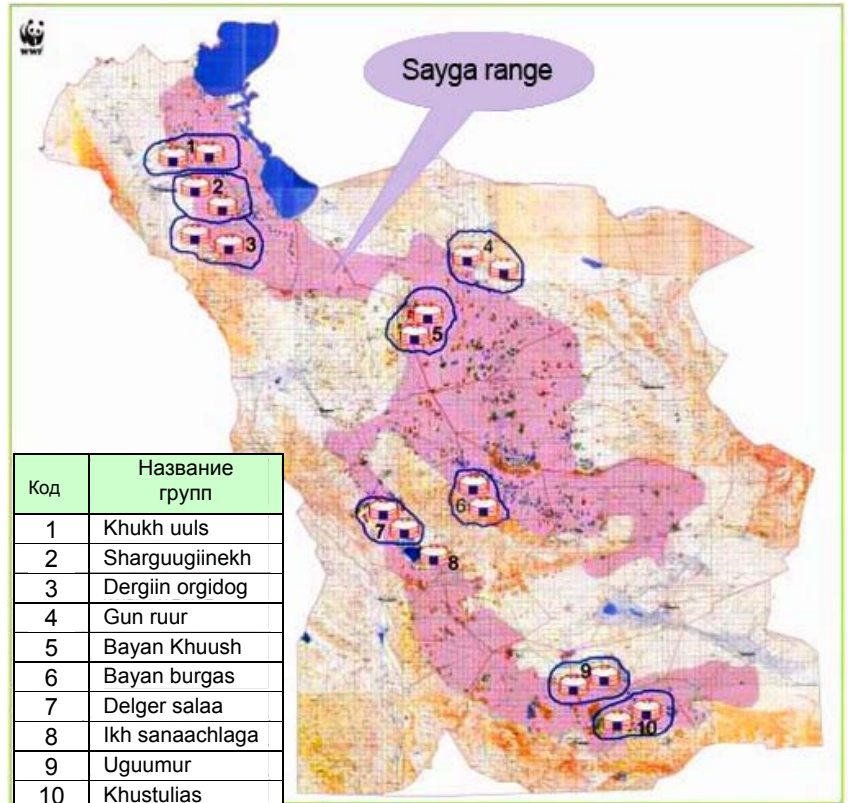 WWF
Sayga range
1
2
3
4
5
6
7
8
9
10
Код Название групп
1 Khukh uuls
2 Sharguugiinekh
3 Dergiin orgidog
4 Gun ruur
5 Bayan Khuush
6 Bayan burgas
7 Delger salaa
8 Ikh sanaachlaga
9 Uguumur
10 Khustulias